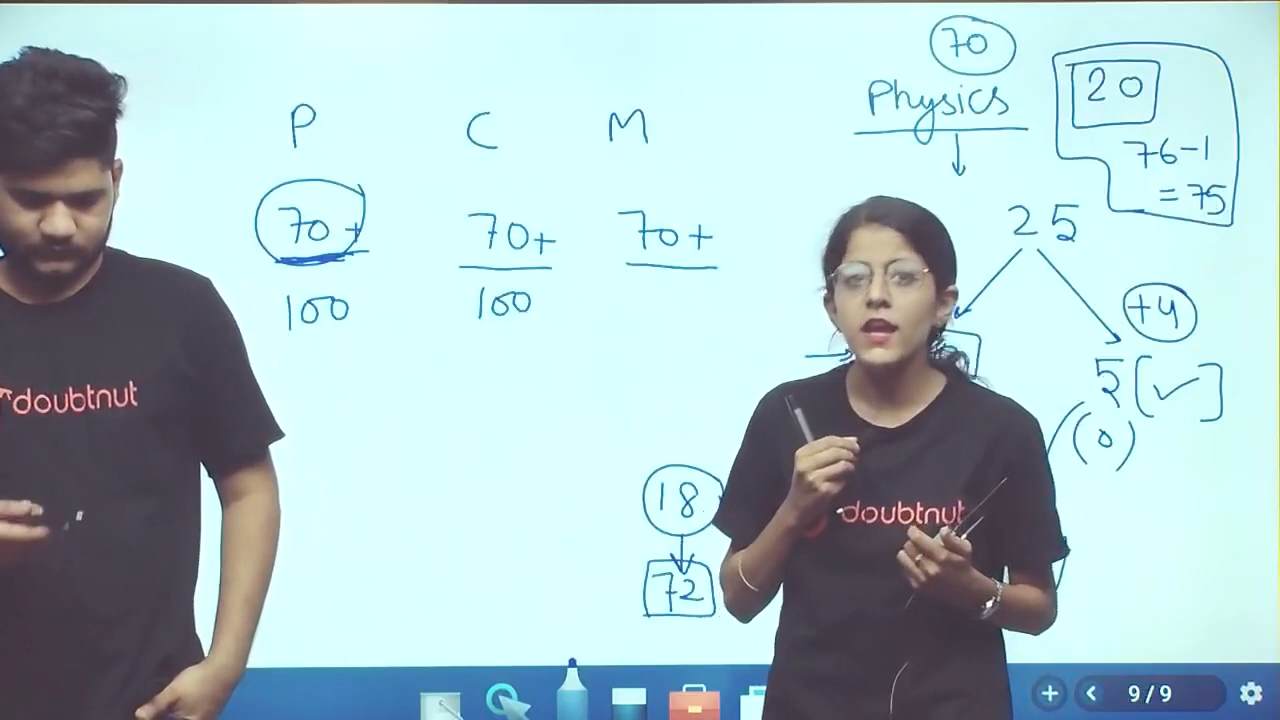 P C M
70+ 70+ 70+
100 100
70
Physics
20
76-1
=75
25
+4
5[✓]
(0)
18
72
doubtnut
doubtnut
9/9